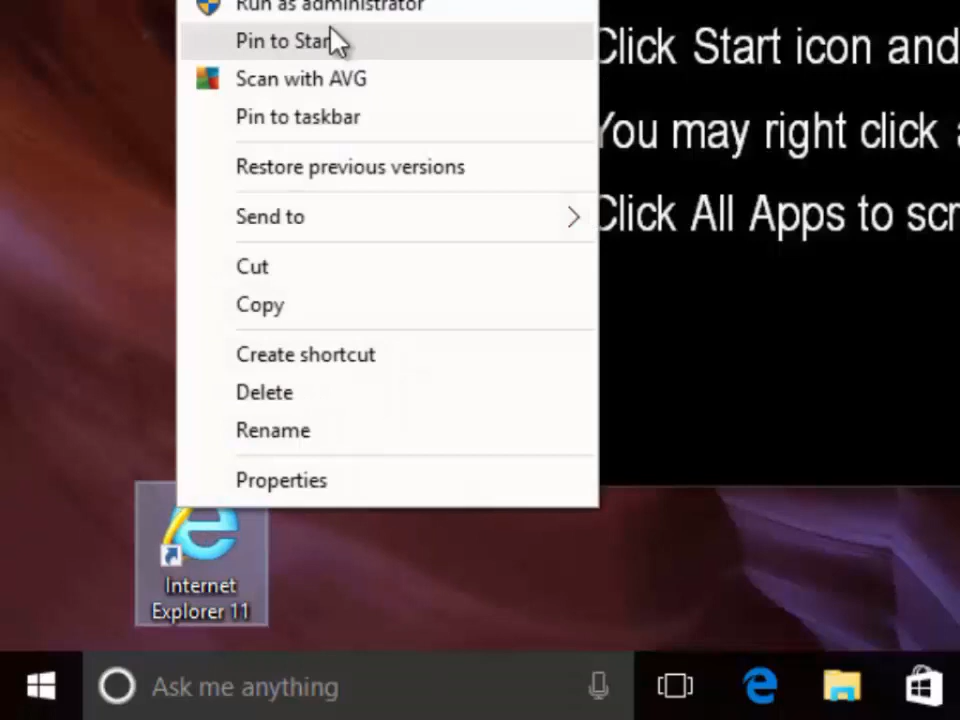 Run as administrator
Pin to Start
Scan with AVG
Pin to taskbar
Restore previous versions
Send to
Cut
Copy
Create shortcut
Delete
Rename
Properties
Click Start icon and
You may right click
Click All Apps to
Internet
Explorer 11
Ask me anything